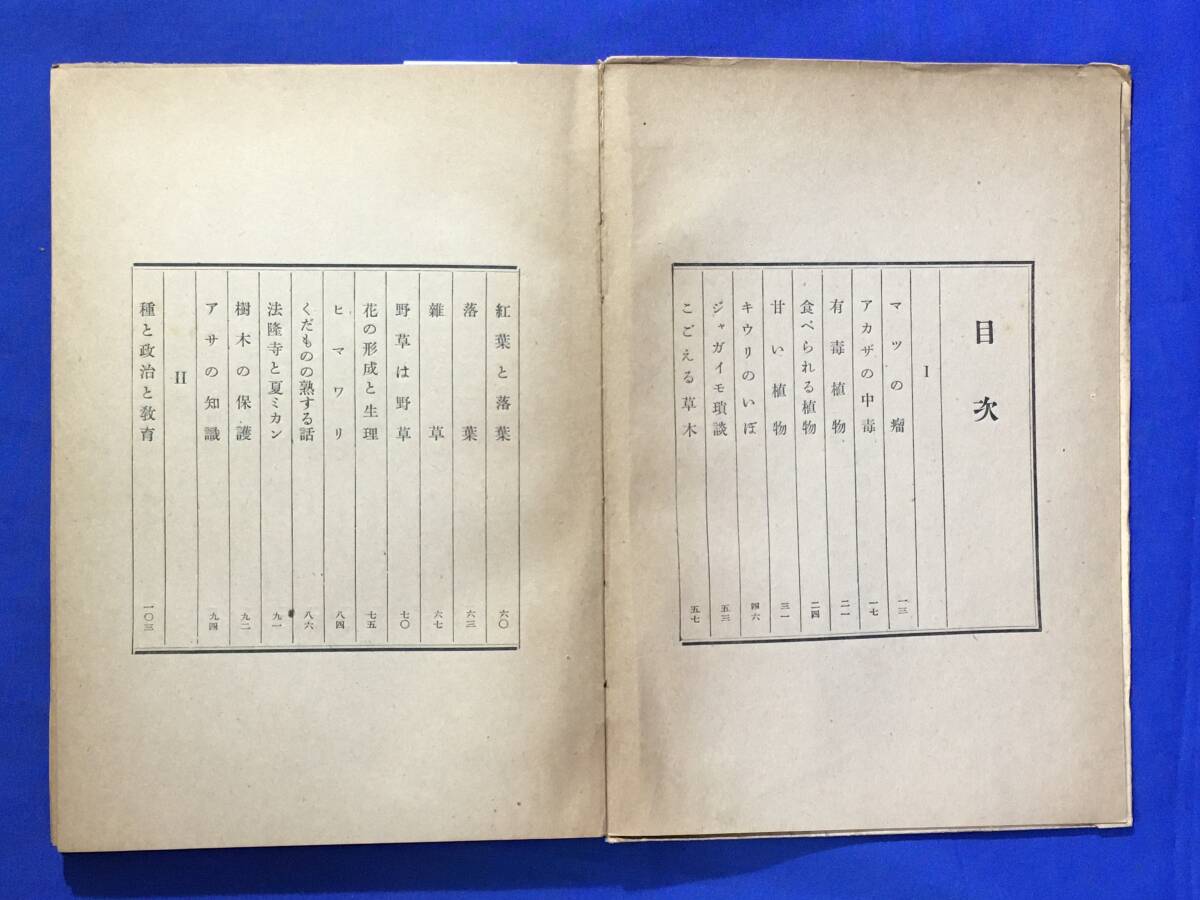 目次
I
マツの瘤 一三
アカザの中毒 一七
有毒植物 二一
食べられる植物 二四
甘い植物 三一
キウリのいぼ 四六
ジャガイモ瑣談 五三
こごえる草木 五七
紅葉と落葉 六〇
落葉 六三
雜草 六七
野草は野草 七〇
花の形成と生理 七五
ヒマワリ 八四
くだものの熟する話 八六
法隆寺と夏ミカン 九一
樹木の保護 九二
アサの知識 九四
II
種と政治と教育 一〇三